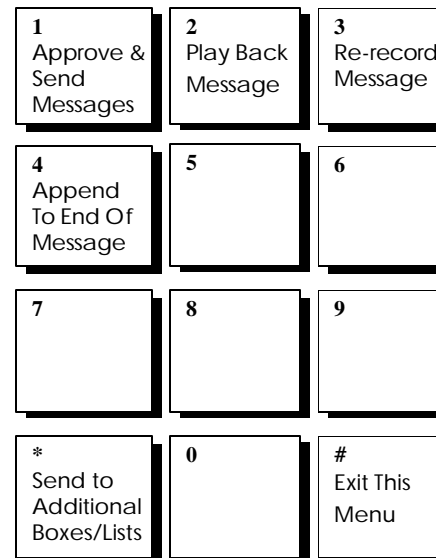 1
Approve &
Send
Messages
2
Play Back
Message
3
Re-record
Message
4
Append
To End Of
Message
5
6
7
8
9
*
Send to
Additional
Boxes/Lists
0
#
Exit This
Menu